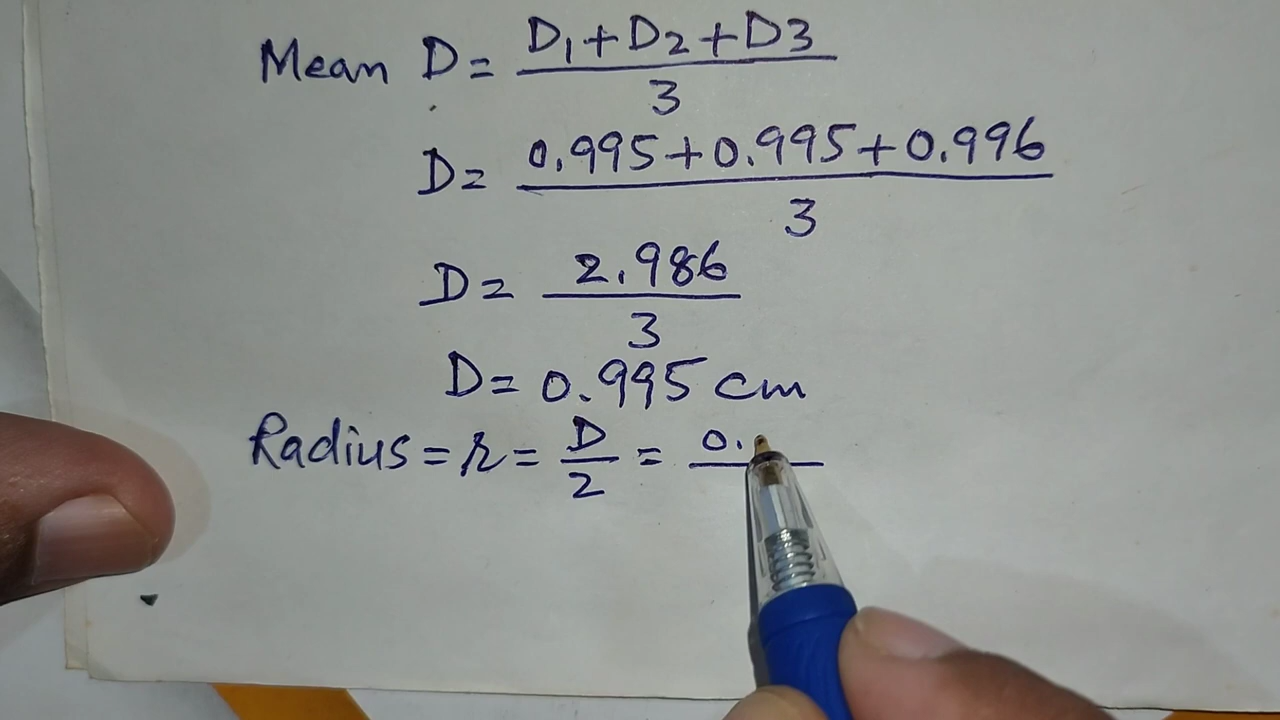 Mean D = D1+D2+D3 / 3
D = 0.995+0.995+0.996 / 3
D = 2.986 / 3
D = 0.995 cm
Radius = r = D / 2 = 0.